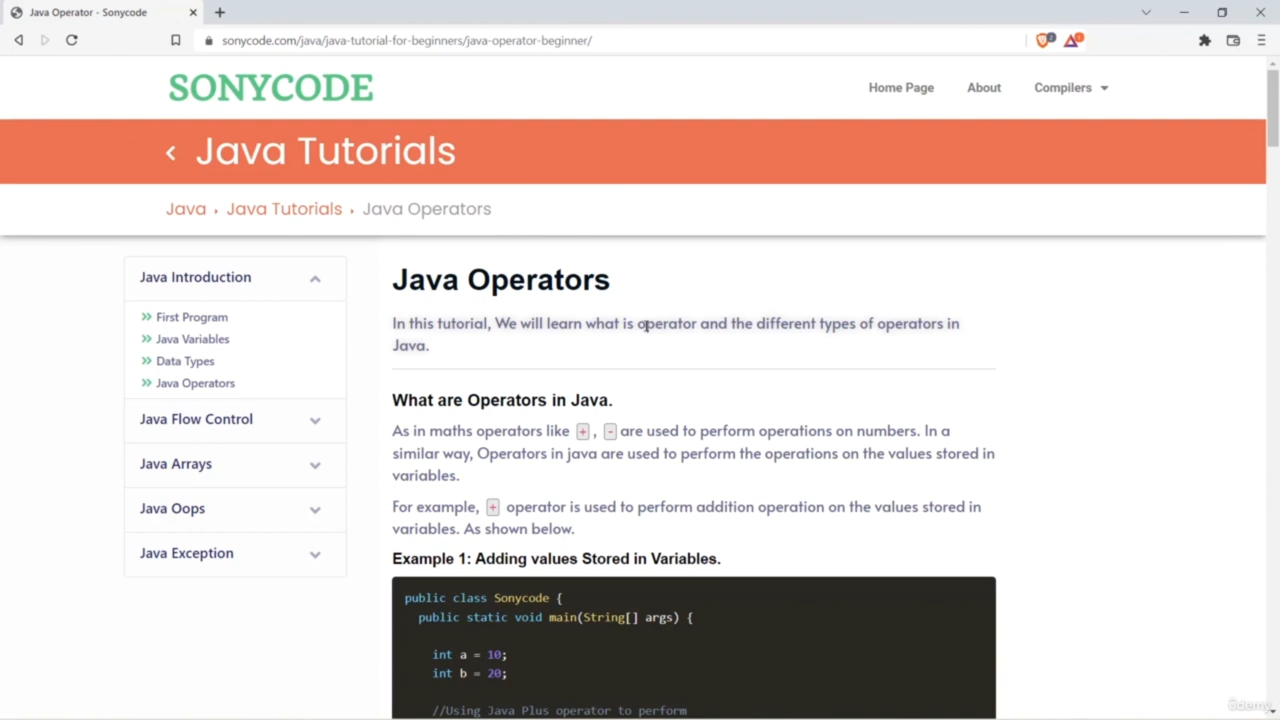 Java Operator - Sonycode
sonycode.com/java/java-tutorial-for-beginners/java-operator-beginner/
SONYCODE
Home Page
About
Compilers
Java Tutorials
Java › Java Tutorials › Java Operators
Java Introduction
First Program
Java Variables
Data Types
Java Operators
Java Flow Control
Java Arrays
Java Oops
Java Exception
Java Operators
In this tutorial, We will learn what is operator and the different types of operators in
Java.
What are Operators in Java.
As in maths operators like + , - are used to perform operations on numbers. In a
similar way, Operators in java are used to perform the operations on the values stored in
variables.
For example, + operator is used to perform addition operation on the values stored in
variables. As shown below.
Example 1: Adding values Stored in Variables.
public class Sonycode {
public static void main(String[] args) {
int a = 10;
int b = 20;
//Using Java Plus operator to perform
ûdemy